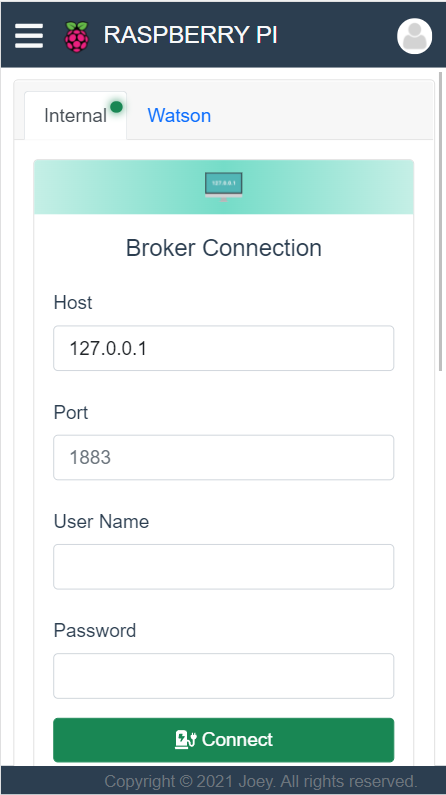 RASPBERRY PI
Internal
Watson
127.0.0.1
Broker Connection
Host
127.0.0.1
Port
1883
User Name
Password
Connect
Copyright © 2021 Joey. All rights reserved.